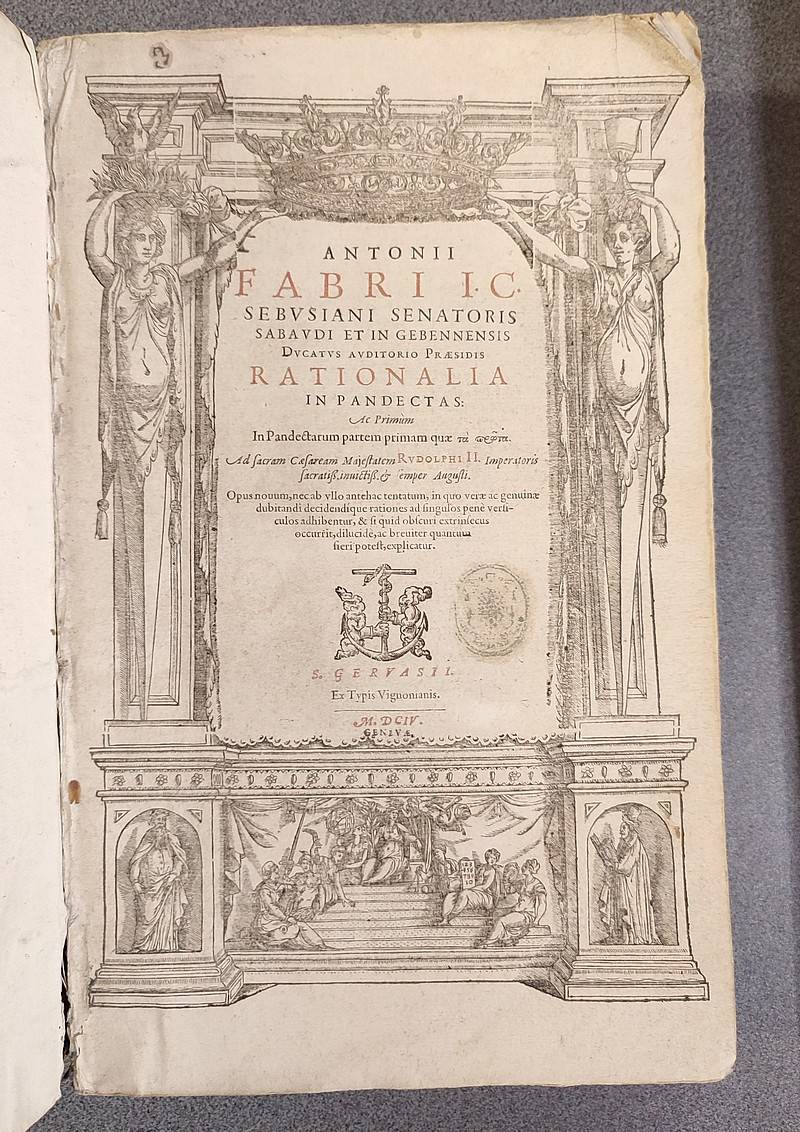 ANTONII
FABRI I·C·
SEBVSIANI SENATORIS
SABAVDI ET IN GEBENNENSIS
DVCATVS AVDITORIO PRÆSIDIS
RATIONALIA
IN PANDECTAS:
Ac Primùm
In Pandectarum partem primam quæ τὰ πρῶτα.
Ad sacram Cæsaream Majestatem RVDOLPHI II. Imperatoris
sacratiß. invictiß. & semper Augusti.
Opus nouum, nec ab vllo antehac tentatum, in quo veræ ac genuinæ
dubitandi decidendique rationes ad singulos penè versi-
culos adhibentur, & si quid obscuri extrinsecus
occurrit, dilucidè, ac breuiter quantum
fieri potest, explicatur.
S. GERVASII.
Ex Typis Vignonianis.
M. DCIV.
GENEVÆ